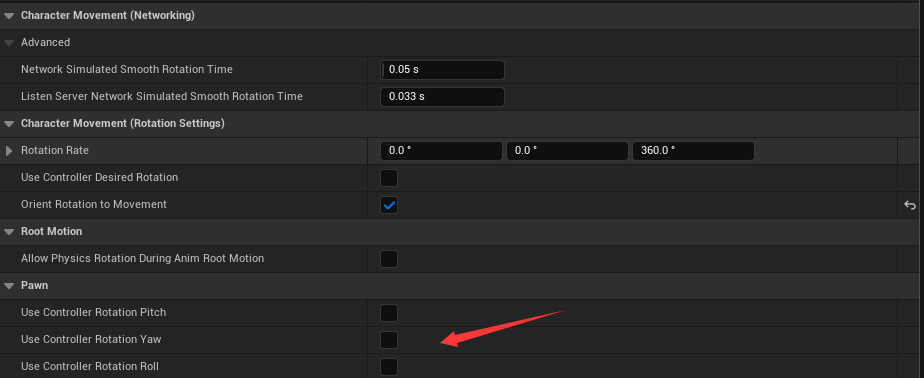 Character Movement (Networking)
Advanced
Network Simulated Smooth Rotation Time 0.05 s
Listen Server Network Simulated Smooth Rotation Time 0.033 s
Character Movement (Rotation Settings)
Rotation Rate 0.0 ° 0.0 ° 360.0 °
Use Controller Desired Rotation
Orient Rotation to Movement
Root Motion
Allow Physics Rotation During Anim Root Motion
Pawn
Use Controller Rotation Pitch
Use Controller Rotation Yaw
Use Controller Rotation Roll